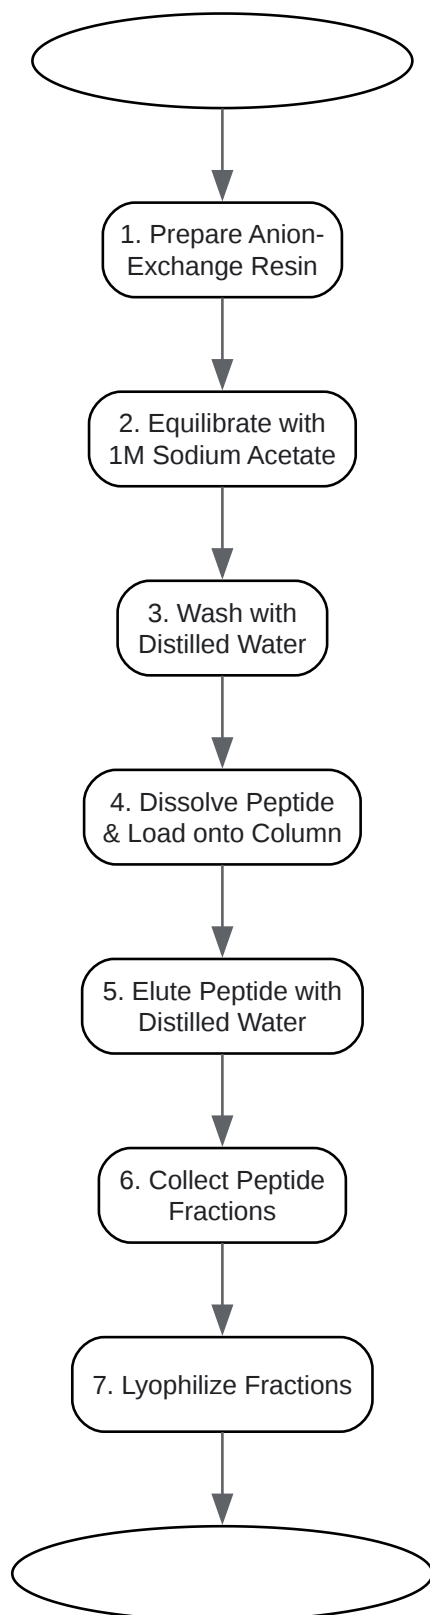 1. Prepare Anion-
Exchange Resin
2. Equilibrate with
1M Sodium Acetate
3. Wash with
Distilled Water
4. Dissolve Peptide
& Load onto Column
5. Elute Peptide with
Distilled Water
6. Collect Peptide
Fractions
7. Lyophilize Fractions